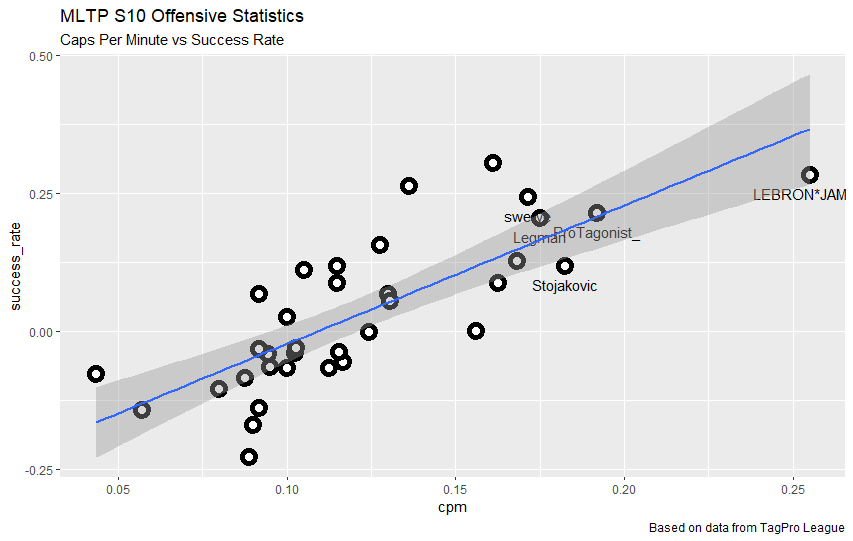 MLTP S10 Offensive Statistics
Caps Per Minute vs Success Rate
0.50
0.25
0.00
-0.25
success_rate
LEBRON*JAM
ProTagonist_
Legman
Stojakovic
0.05
0.10
0.15
0.20
0.25
cpm
Based on data from TagPro League